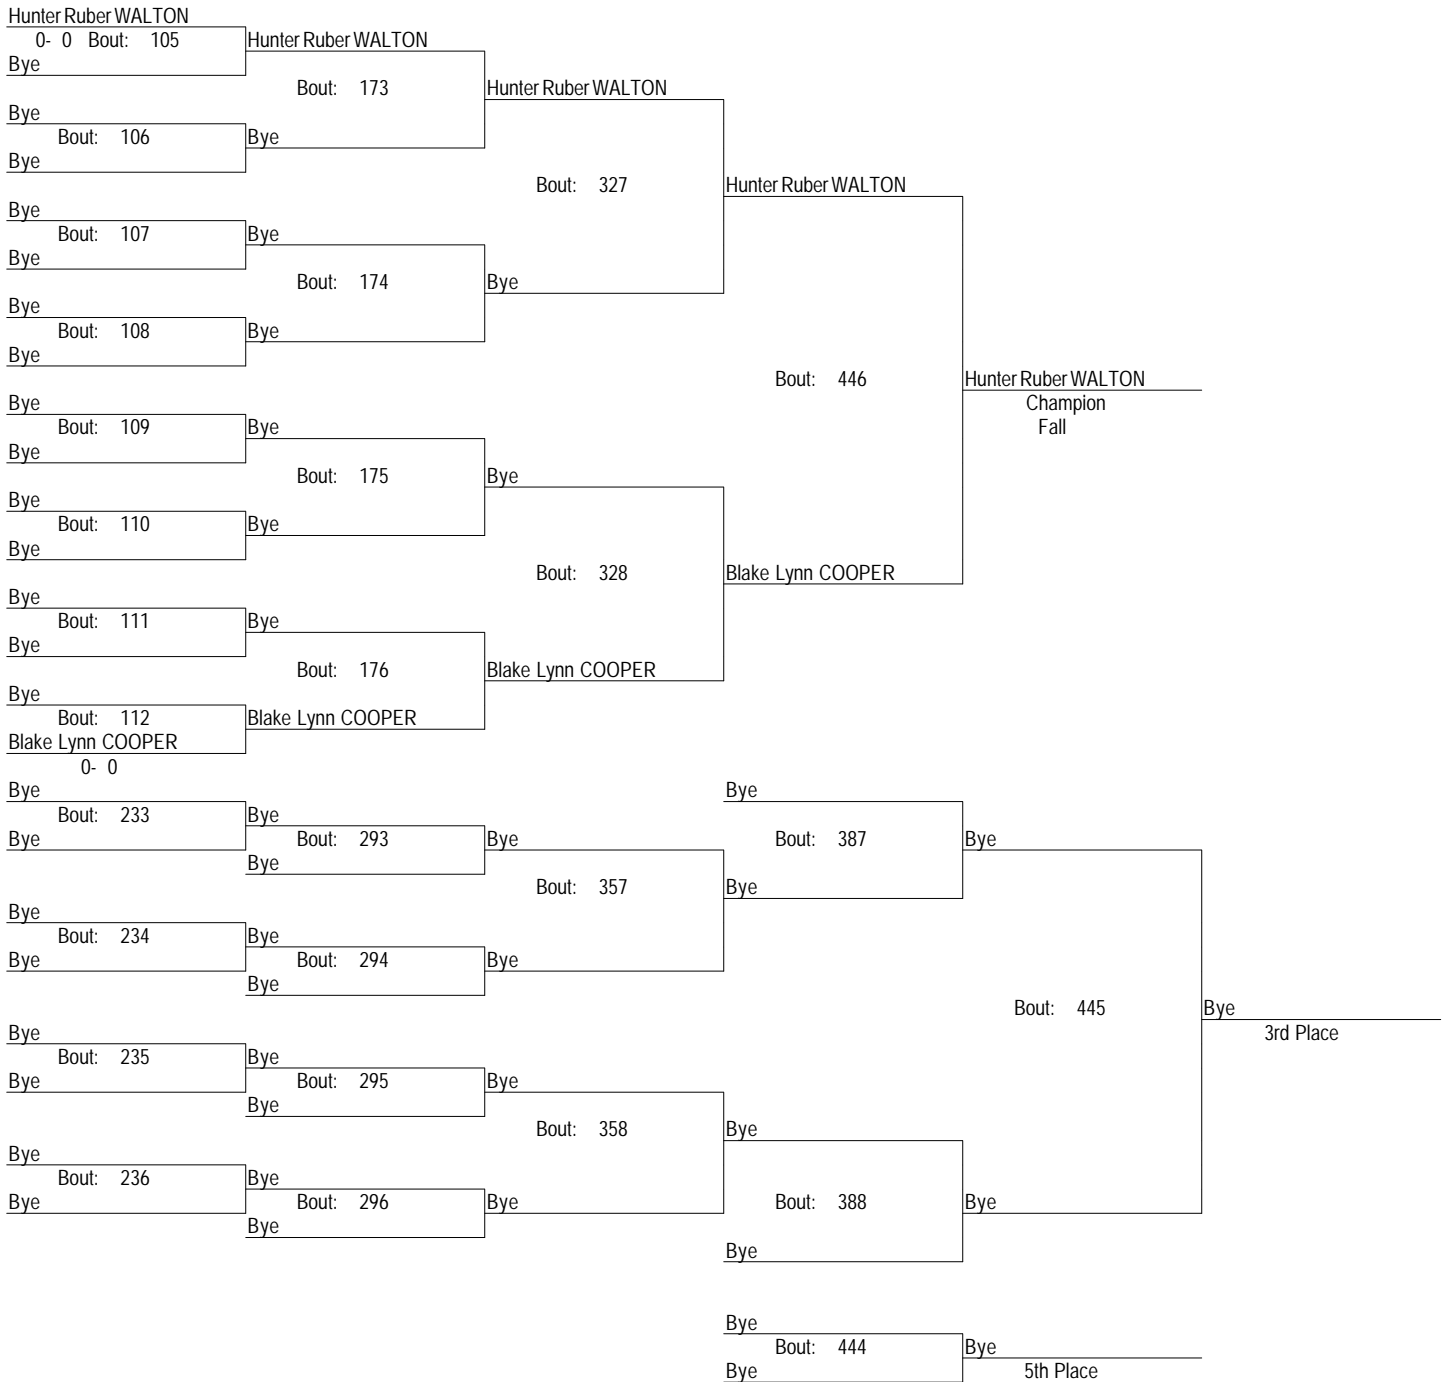 Hunter Ruber WALTON
0- 0 Bout: 105 Hunter Ruber WALTON
Bye
Bout: 173 Hunter Ruber WALTON
Bye
Bout: 106 Bye
Bye
Bout: 327 Hunter Ruber WALTON
Bye
Bout: 107 Bye
Bye
Bout: 174 Bye
Bye
Bout: 108 Bye
Bye
Bout: 446 Hunter Ruber WALTON
Champion
Fall
Bye
Bout: 109 Bye
Bye
Bout: 175 Bye
Bye
Bout: 110 Bye
Bye
Bout: 328 Blake Lynn COOPER
Bye
Bout: 111 Bye
Bye
Bout: 176 Blake Lynn COOPER
Bye
Bout: 112 Blake Lynn COOPER
Blake Lynn COOPER
0- 0
Bye Bye
Bout: 233 Bye
Bye Bout: 293 Bye Bout: 387 Bye
Bye
Bout: 357 Bye
Bye
Bout: 234 Bye
Bye Bout: 294 Bye
Bye
Bout: 445 Bye
3rd Place
Bye
Bout: 235 Bye
Bye Bout: 295 Bye
Bye
Bout: 358 Bye
Bye
Bout: 236 Bye
Bye Bout: 296 Bye Bout: 388 Bye
Bye
Bye
Bye
Bout: 444 Bye
Bye 5th Place